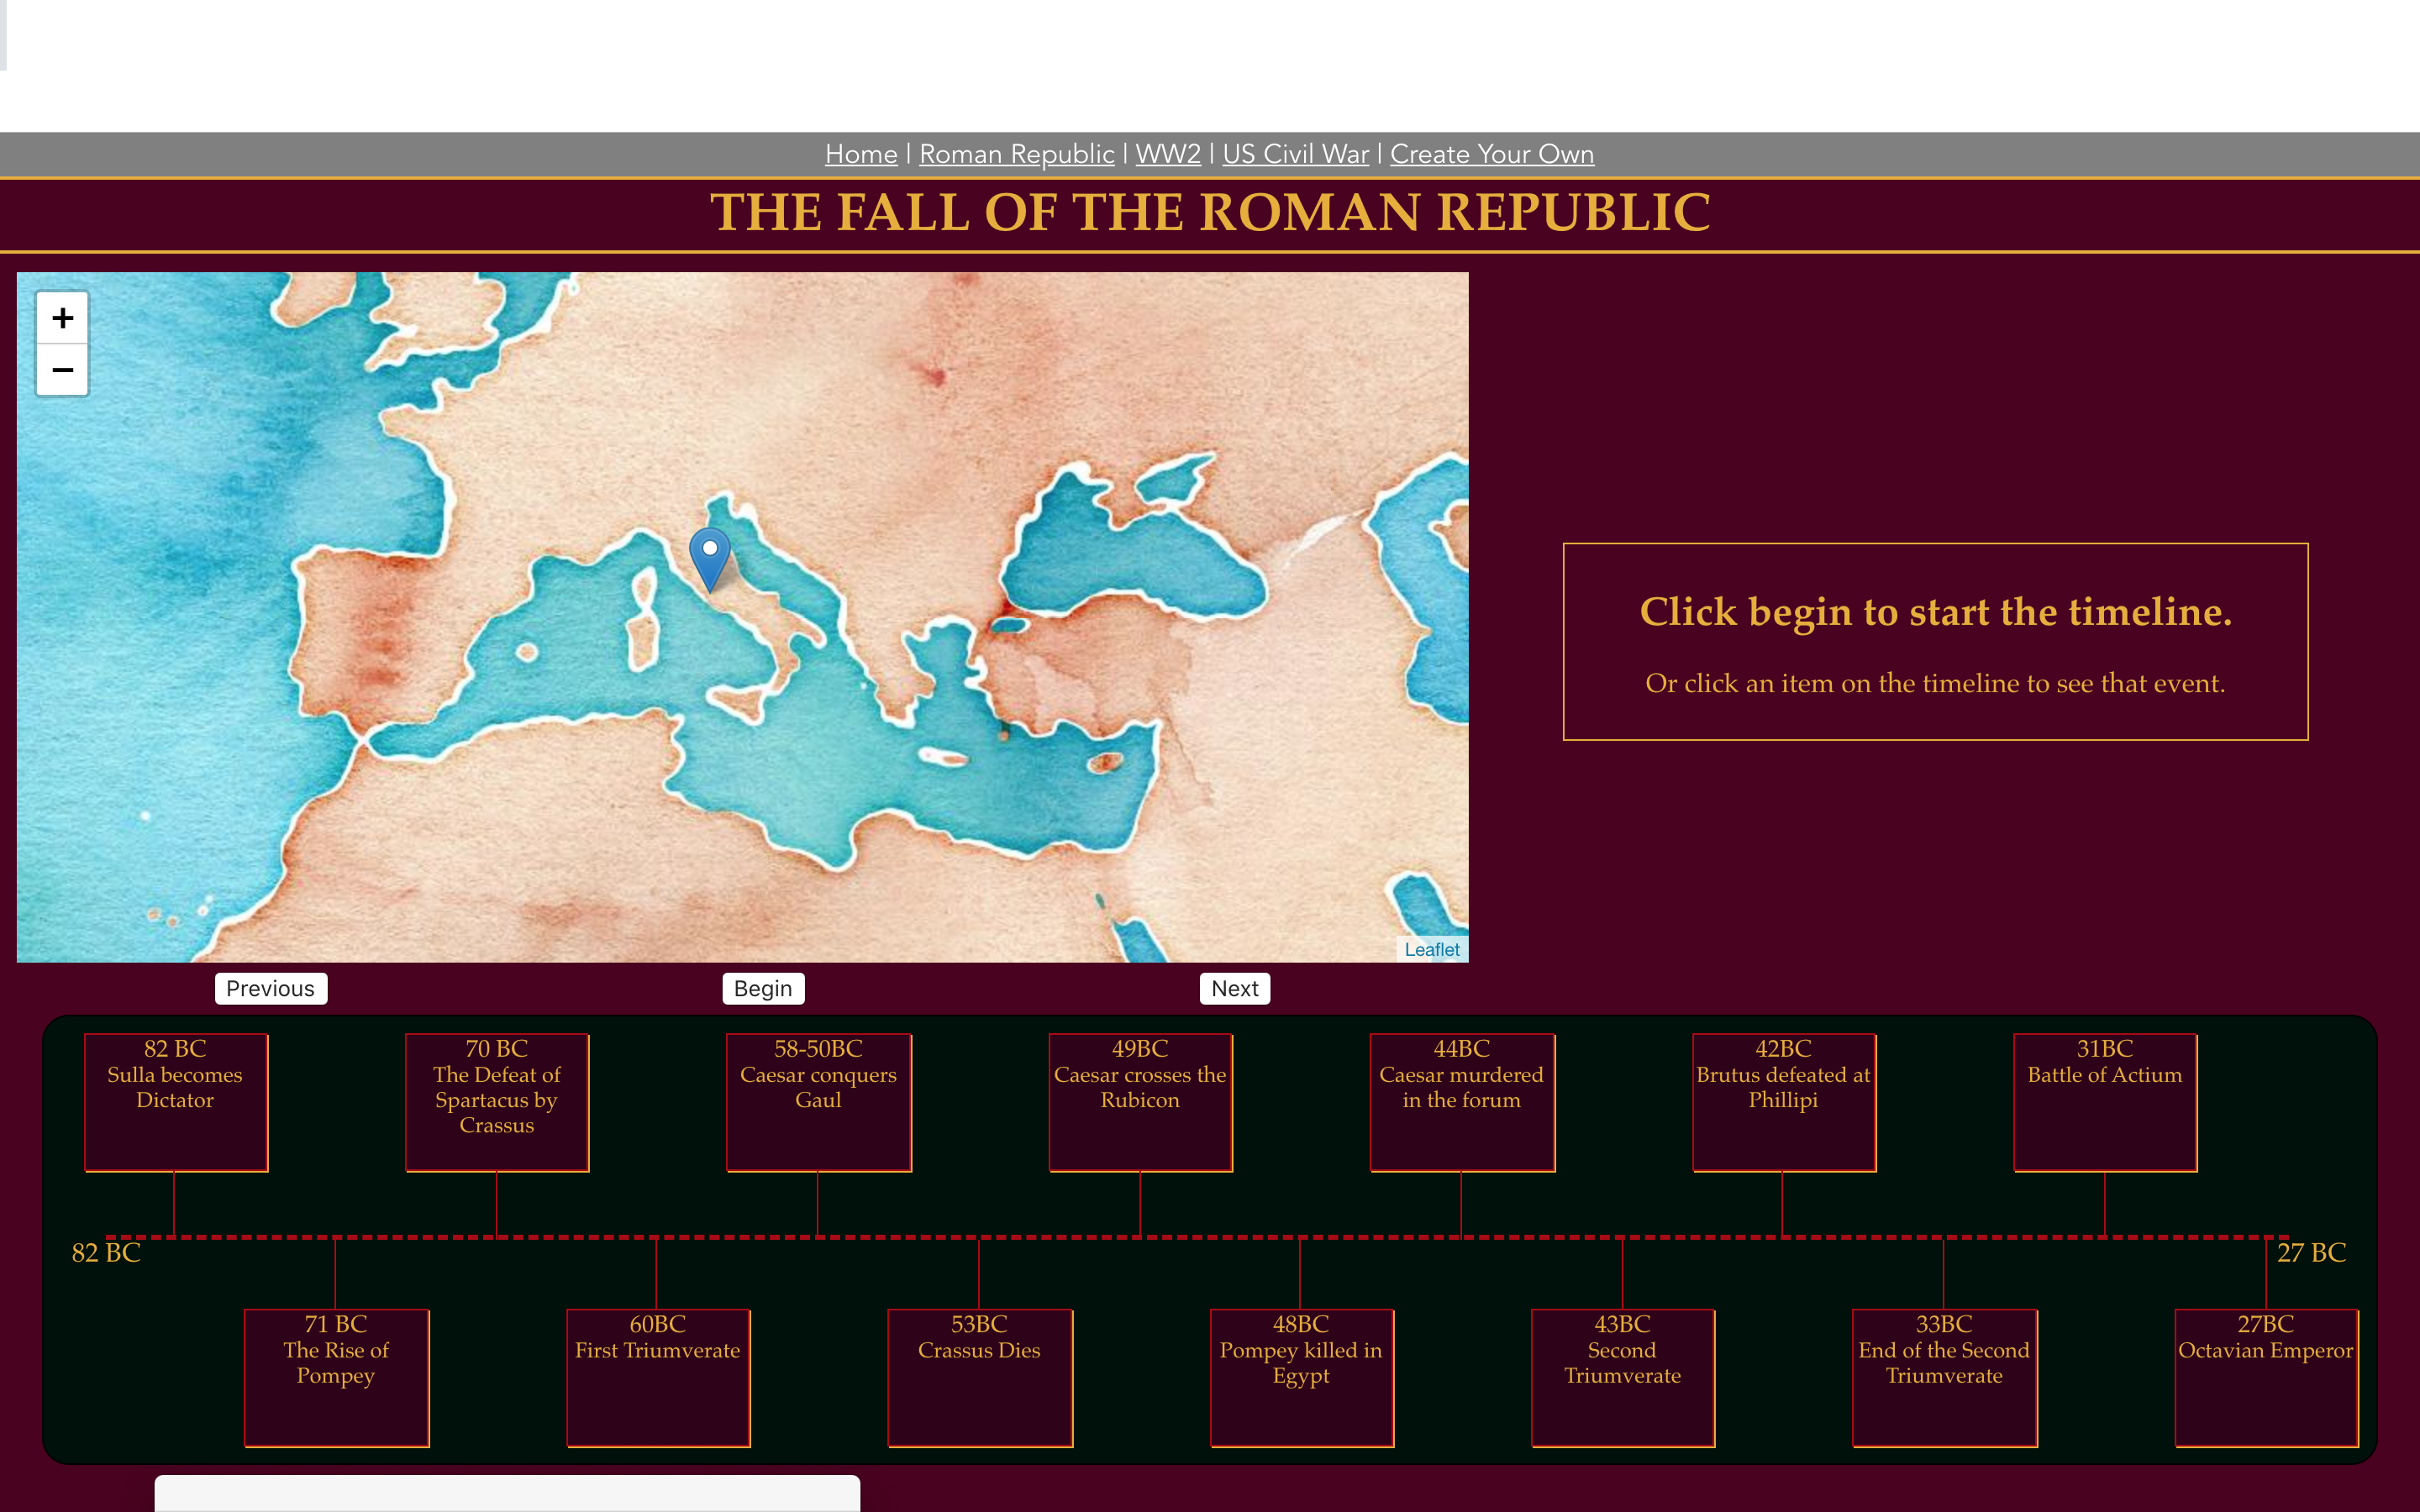 Home | Roman Republic | WW2 | US Civil War | Create Your Own
THE FALL OF THE ROMAN REPUBLIC
+
−
Click begin to start the timeline.
Or click an item on the timeline to see that event.
Leaflet
Previous
Begin
Next
82 BC
Sulla becomes
Dictator
70 BC
The Defeat of
Spartacus by
Crassus
58-50BC
Caesar conquers
Gaul
49BC
Caesar crosses the
Rubicon
44BC
Caesar murdered
in the forum
42BC
Brutus defeated at
Phillipi
31BC
Battle of Actium
82 BC
27 BC
71 BC
The Rise of
Pompey
60BC
First Triumverate
53BC
Crassus Dies
48BC
Pompey killed in
Egypt
43BC
Second
Triumverate
33BC
End of the Second
Triumverate
27BC
Octavian Emperor